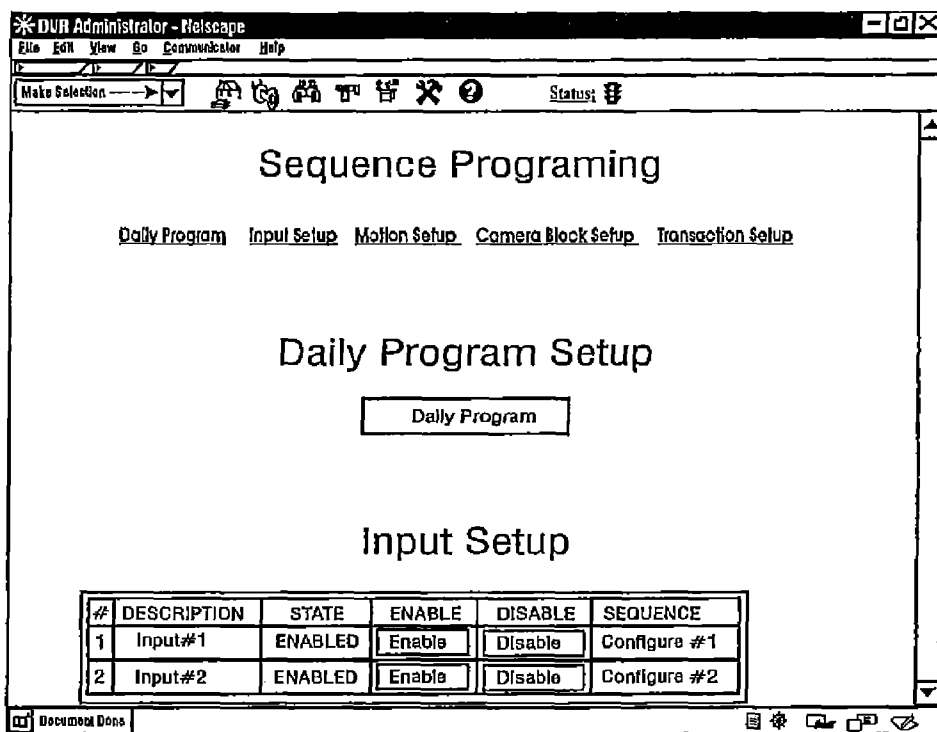 DUR Administrator - Nelscape
File Edit View Go Communicator Help
Make Selection
Status:
Sequence Programing
Daily Program Input Setup Motion Setup Camera Block Setup Transaction Setup
Daily Program Setup
Daily Program
Input Setup
# DESCRIPTION STATE ENABLE DISABLE SEQUENCE
1 Input#1 ENABLED Enable Disable Configure #1
2 Input#2 ENABLED Enable Disable Configure #2
Document Done